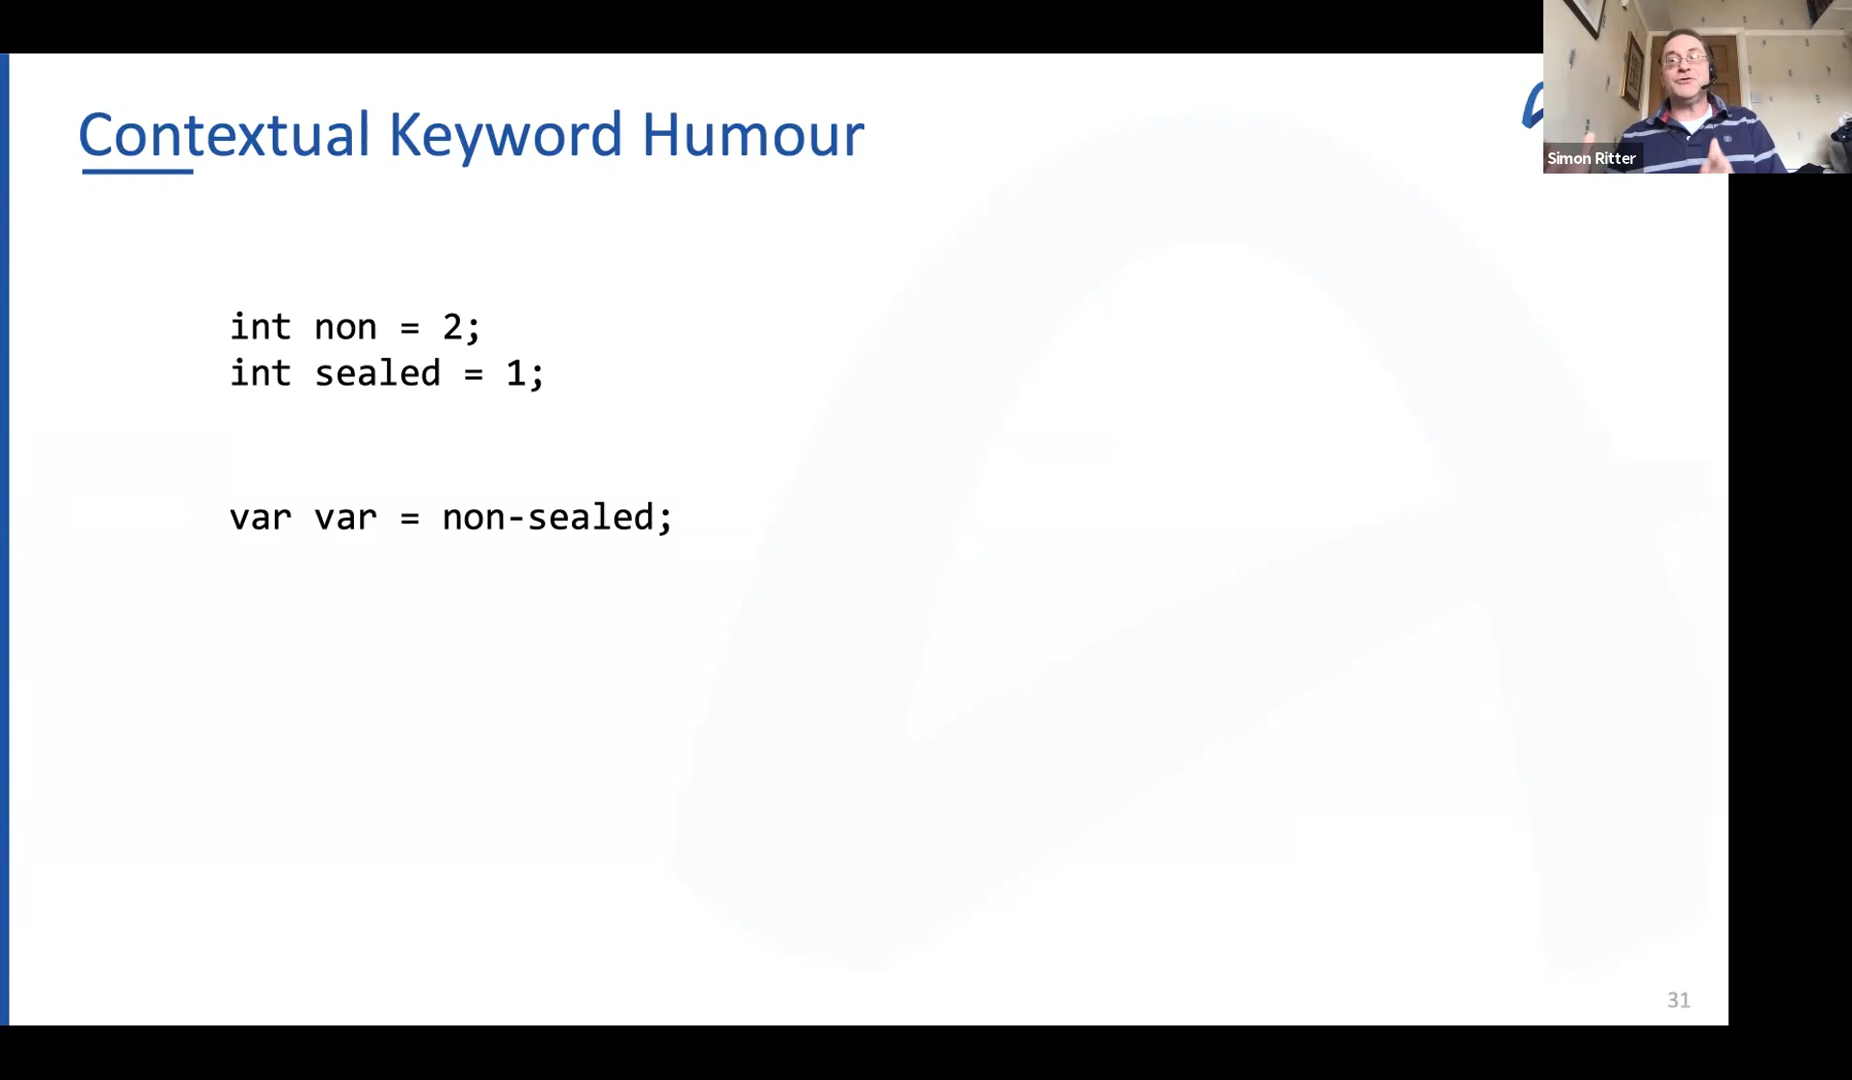 Contextual Keyword Humour
Simon Ritter
int non = 2;
int sealed = 1;
var var = non-sealed;
31